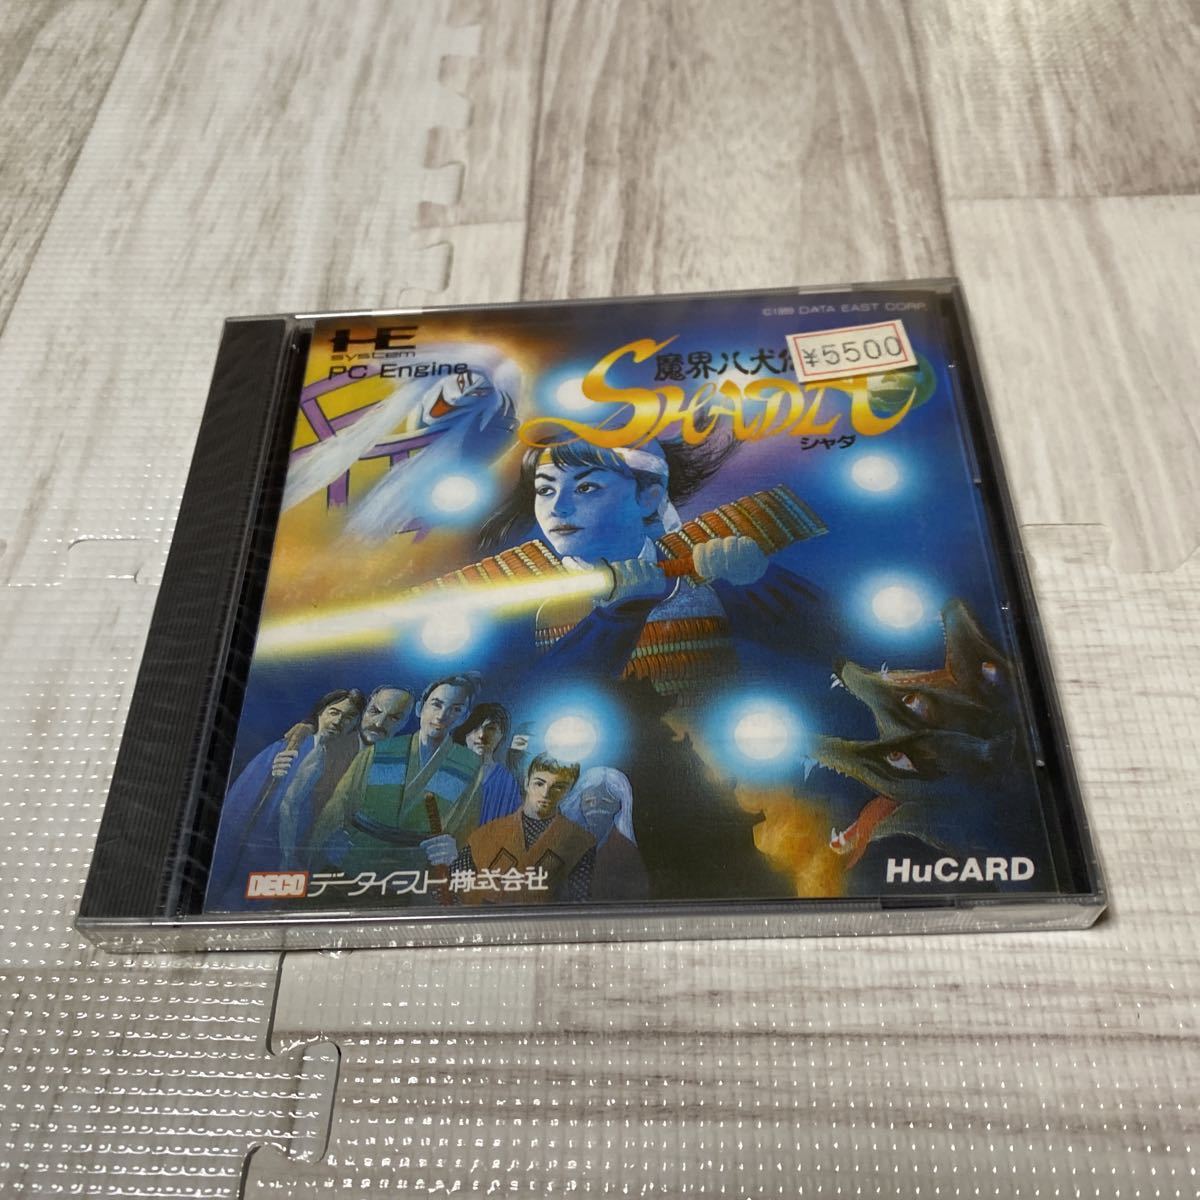 HE
system
PC Engine
©1989 DATA EAST CORP.
¥5500
魔界八犬
SHADA
シャダ
DECO データイースト株式会社
HuCARD